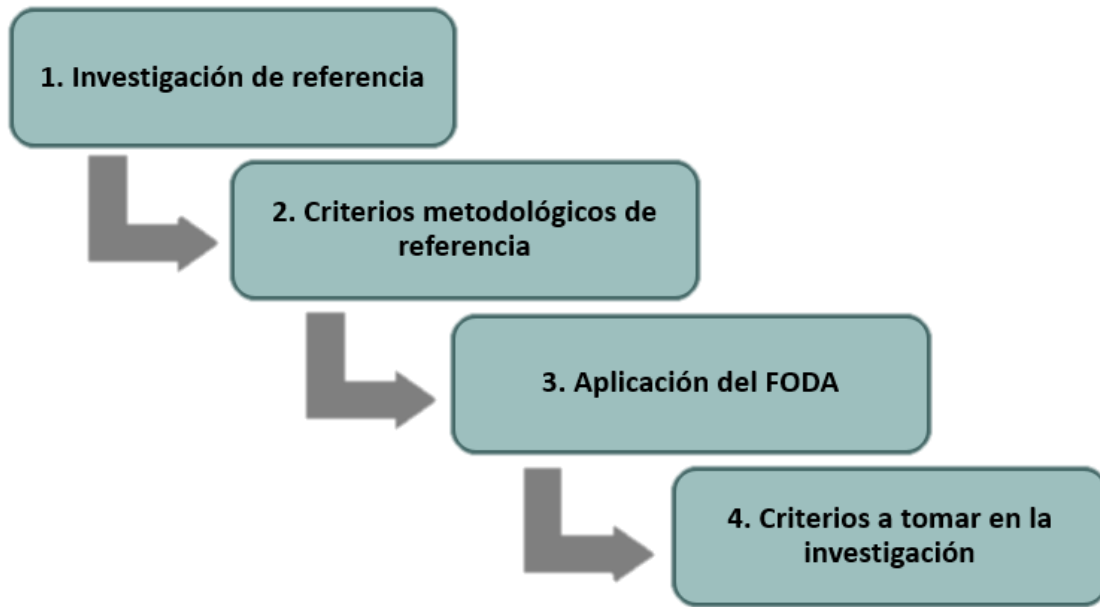 1. Investigación de referencia
2. Criterios metodológicos de
referencia
3. Aplicación del FODA
4. Criterios a tomar en la
investigación